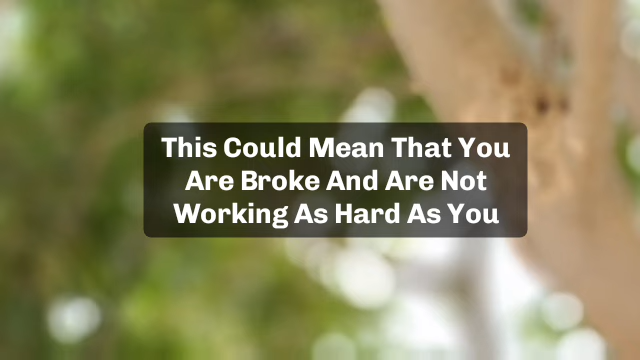 This Could Mean That You
Are Broke And Are Not
Working As Hard As You